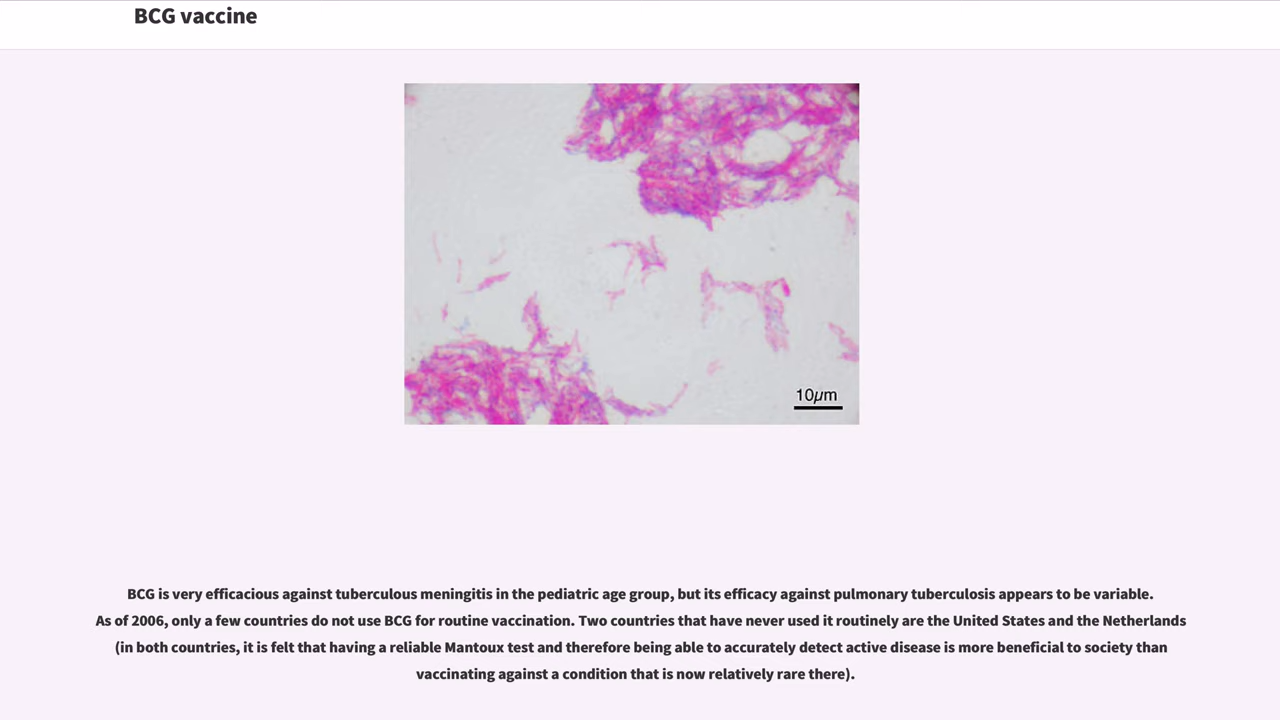 BCG vaccine
10µm
BCG is very efficacious against tuberculous meningitis in the pediatric age group, but its efficacy against pulmonary tuberculosis appears to be variable.
As of 2006, only a few countries do not use BCG for routine vaccination. Two countries that have never used it routinely are the United States and the Netherlands
(in both countries, it is felt that having a reliable Mantoux test and therefore being able to accurately detect active disease is more beneficial to society than
vaccinating against a condition that is now relatively rare there).